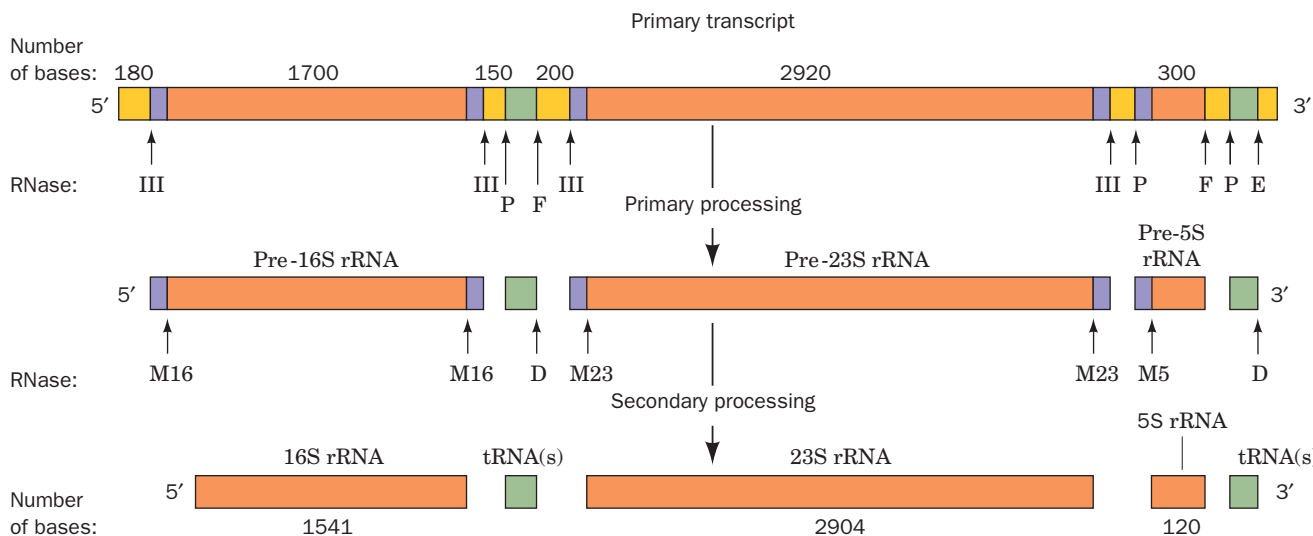 Primary transcript
Number
of bases: 180 1700 150 200 2920 300
5′ 3′
RNase: III III P F III III P F P E
Primary processing
Pre-5S
rRNA
Pre-16S rRNA Pre-23S rRNA
5′ 3′
RNase: M16 M16 D M23 M23 M5 D
Secondary processing
5S rRNA
16S rRNA tRNA(s) 23S rRNA tRNA(s)
5′ 3′
Number
of bases: 1541 2904 120